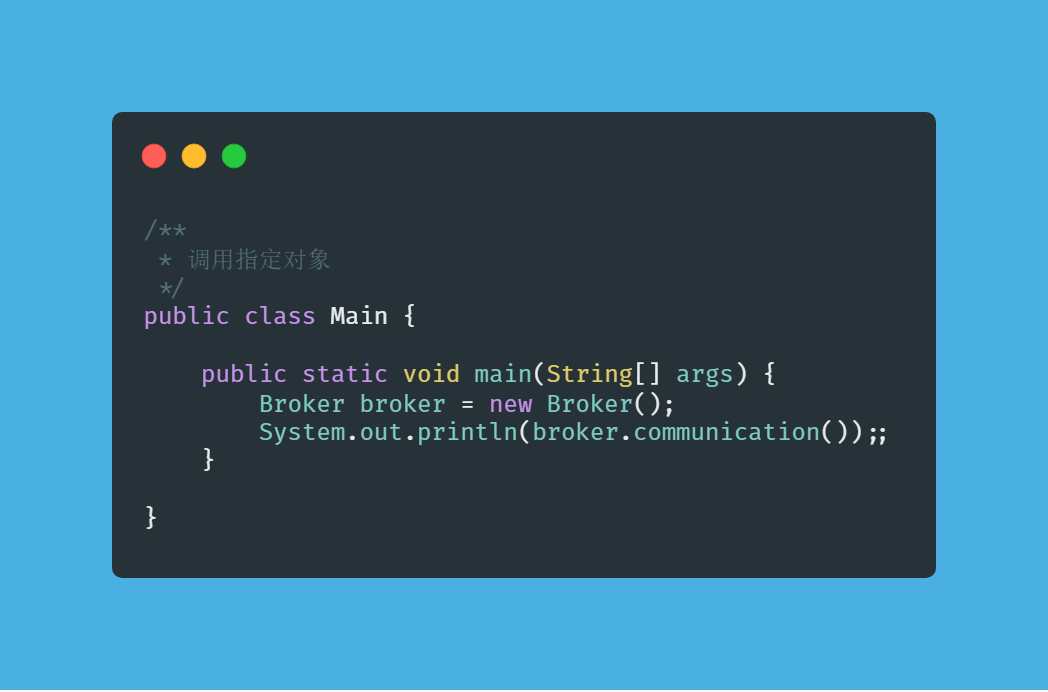 /**
 * 调用指定对象
 */
public class Main {
    public static void main(String[] args) {
        Broker broker = new Broker();
        System.out.println(broker.communication());;
    }
}